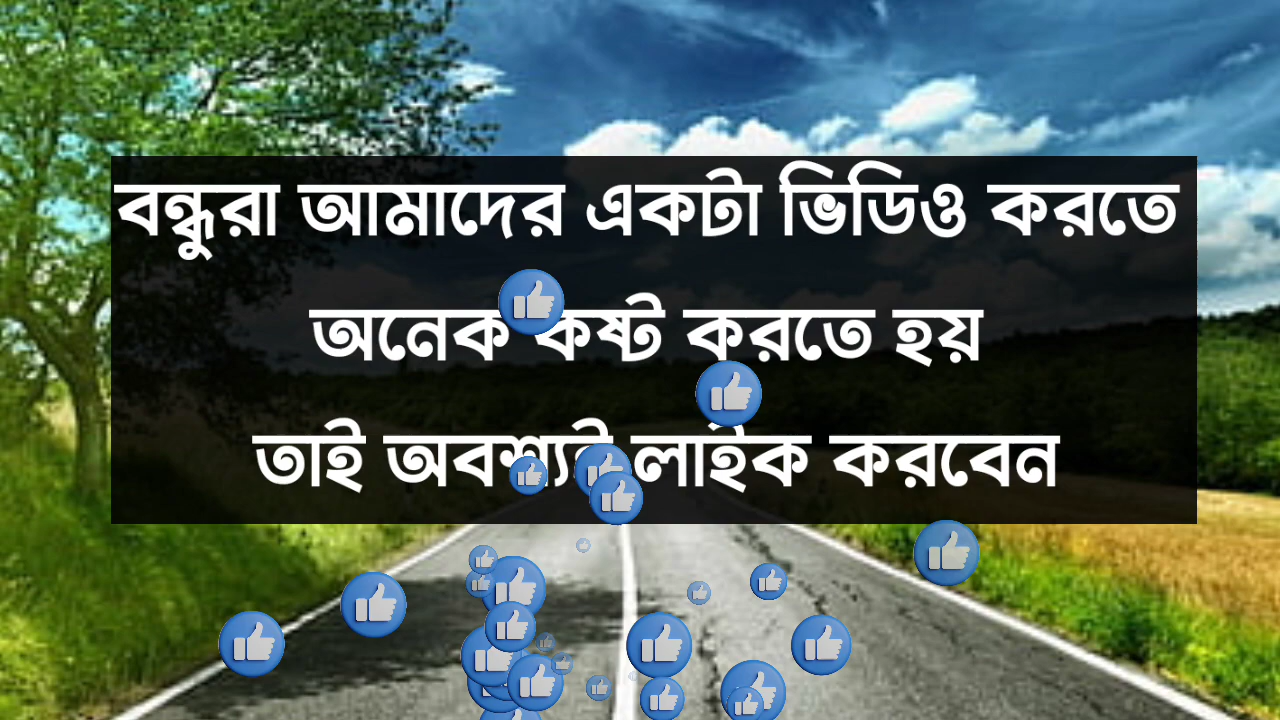 বন্ধুরা আমাদের একটা ভিডিও করতে
অনেক কষ্ট করতে হয়
তাই অবশ্যই লাইক করবেন